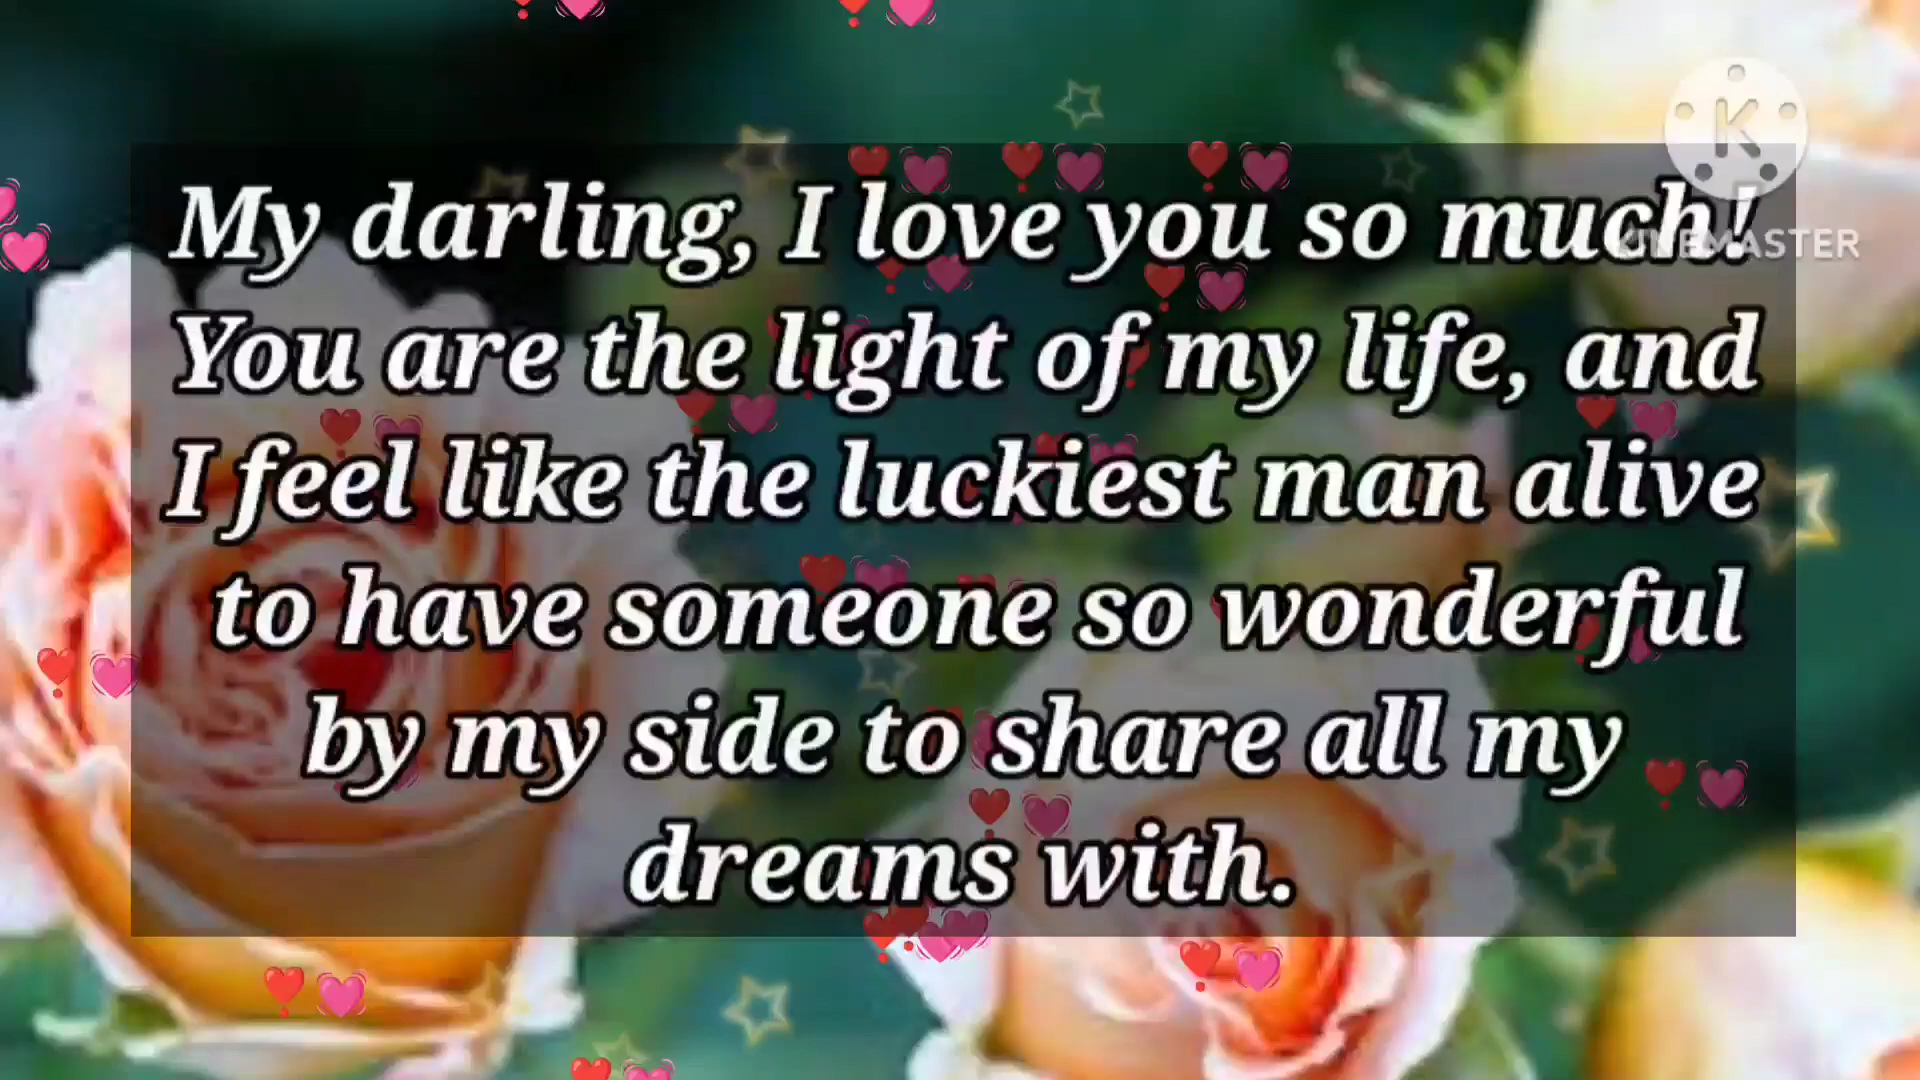 My darling, I love you so much!
You are the light of my life, and
I feel like the luckiest man alive
to have someone so wonderful
by my side to share all my
dreams with.
K
KINEMASTER